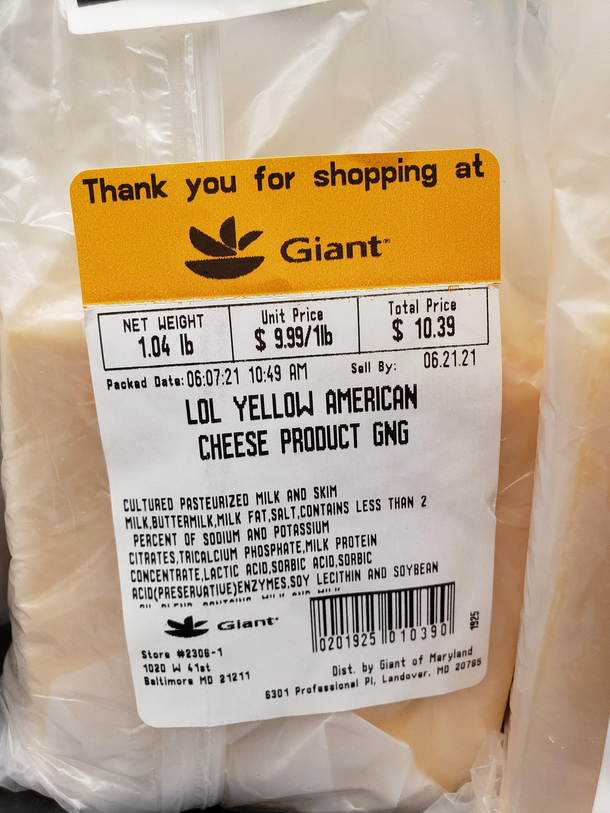 Thank you for shopping at
Giant
NET WEIGHT
1.04 lb
Unit Price
$ 9.99/1lb
Total Price
$ 10.39
Packed Date: 06:07:21 10:49 AM Sell By: 06.21.21
LOL YELLOW AMERICAN
CHEESE PRODUCT GNG
CULTURED PASTEURIZED MILK AND SKIM
MILK,BUTTERMILK,MILK FAT,SALT,CONTAINS LESS THAN 2
PERCENT OF SODIUM AND POTASSIUM
CITRATES,TRICALCIUM PHOSPHATE,MILK PROTEIN
CONCENTRATE,LACTIC ACID,SORBIC ACID,SORBIC
ACID(PRESERVATIVE)ENZYMES,SOY LECITHIN AND SOYBEAN
Giant
Store #2306-1
1020 W 41st
Baltimore MD 21211
0201925 010390
1925
Dist. by Giant of Maryland
6301 Professional Pl, Landover, MD 20785